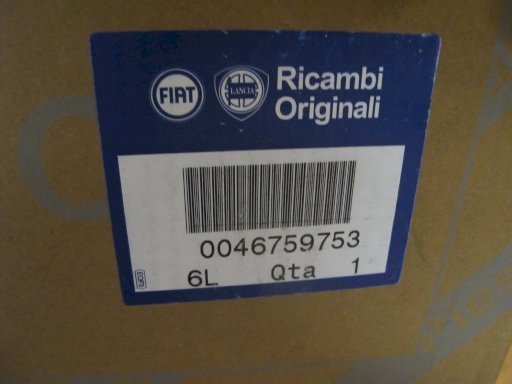 FIAT LANCIA Ricambi
Originali
0046759753
6L Qta 1